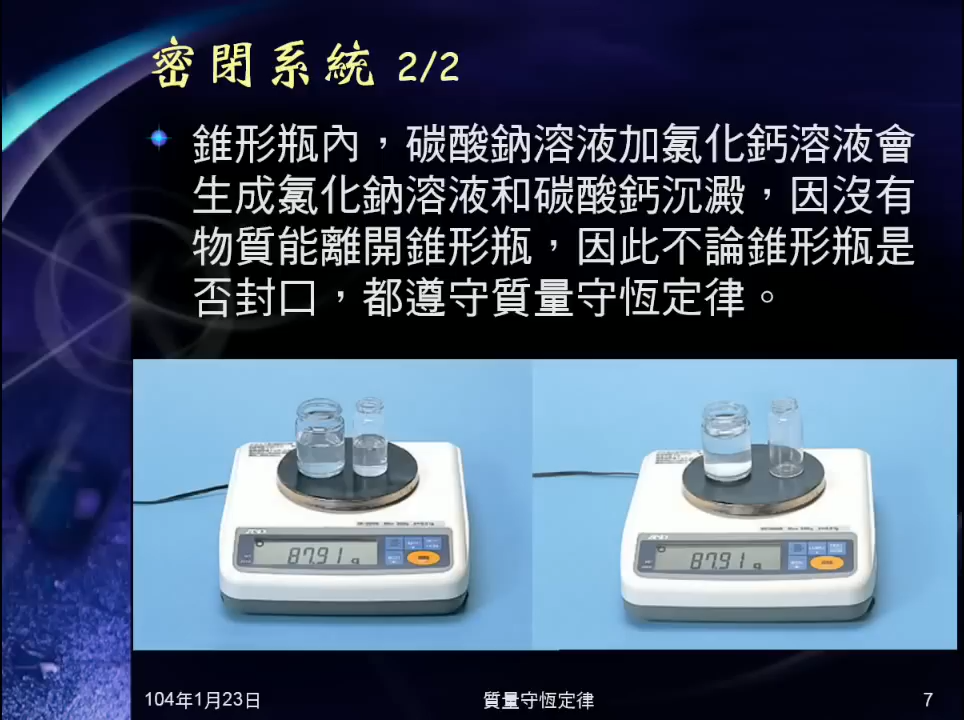 密閉系統 2/2
錐形瓶內，碳酸鈉溶液加氯化鈣溶液會
生成氯化鈉溶液和碳酸鈣沉澱，因沒有
物質能離開錐形瓶，因此不論錐形瓶是
否封口，都遵守質量守恆定律。
AND
AND
87.91 g
87.91 g
104年1月23日
質量守恆定律
7